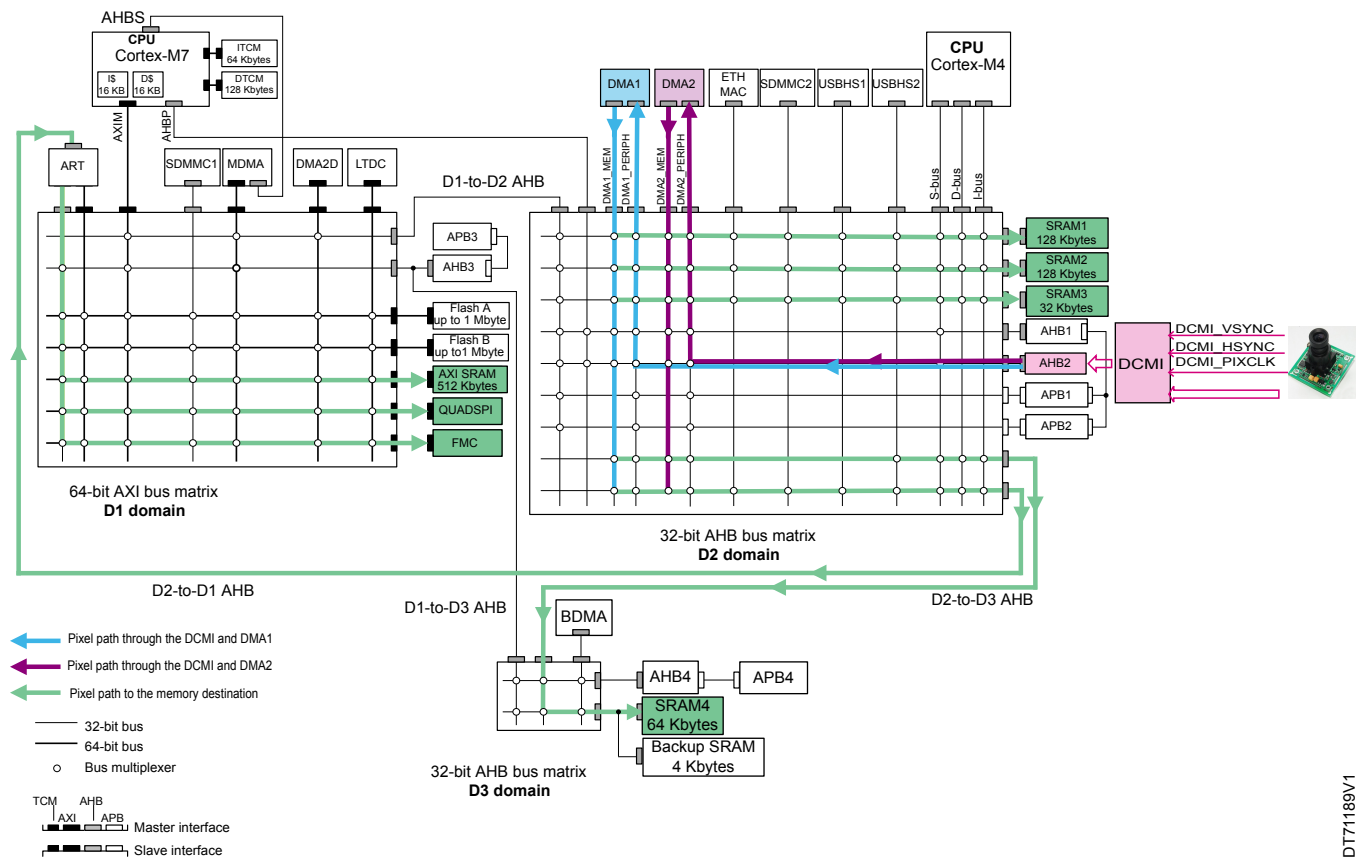 AHBS
CPU
Cortex-M7
I$
16 KB
D$
16 KB
ITCM
64 Kbytes
DTCM
128 Kbytes
AXIM
AHBP
ART
SDMMC1
MDMA
DMA2D
LTDC
D1-to-D2 AHB
APB3
AHB3
Flash A
up to 1 Mbyte
Flash B
up to1 Mbyte
AXI SRAM
512 Kbytes
QUADSPI
FMC
64-bit AXI bus matrix
D1 domain
DMA1
DMA2
ETH
MAC
SDMMC2
USBHS1
USBHS2
CPU
Cortex-M4
DMA1_MEM
DMA1_PERIPH
DMA2_MEM
DMA2_PERIPH
S-bus
D-bus
I-bus
SRAM1
128 Kbytes
SRAM2
128 Kbytes
SRAM3
32 Kbytes
AHB1
AHB2
APB1
APB2
DCMI
DCMI_VSYNC
DCMI_HSYNC
DCMI_PIXCLK
32-bit AHB bus matrix
D2 domain
D2-to-D1 AHB
D1-to-D3 AHB
D2-to-D3 AHB
BDMA
AHB4
APB4
SRAM4
64 Kbytes
Backup SRAM
4 Kbytes
32-bit AHB bus matrix
D3 domain
Pixel path through the DCMI and DMA1
Pixel path through the DCMI and DMA2
Pixel path to the memory destination
32-bit bus
64-bit bus
Bus multiplexer
TCM
AXI
AHB
APB
Master interface
Slave interface
DT71189V1